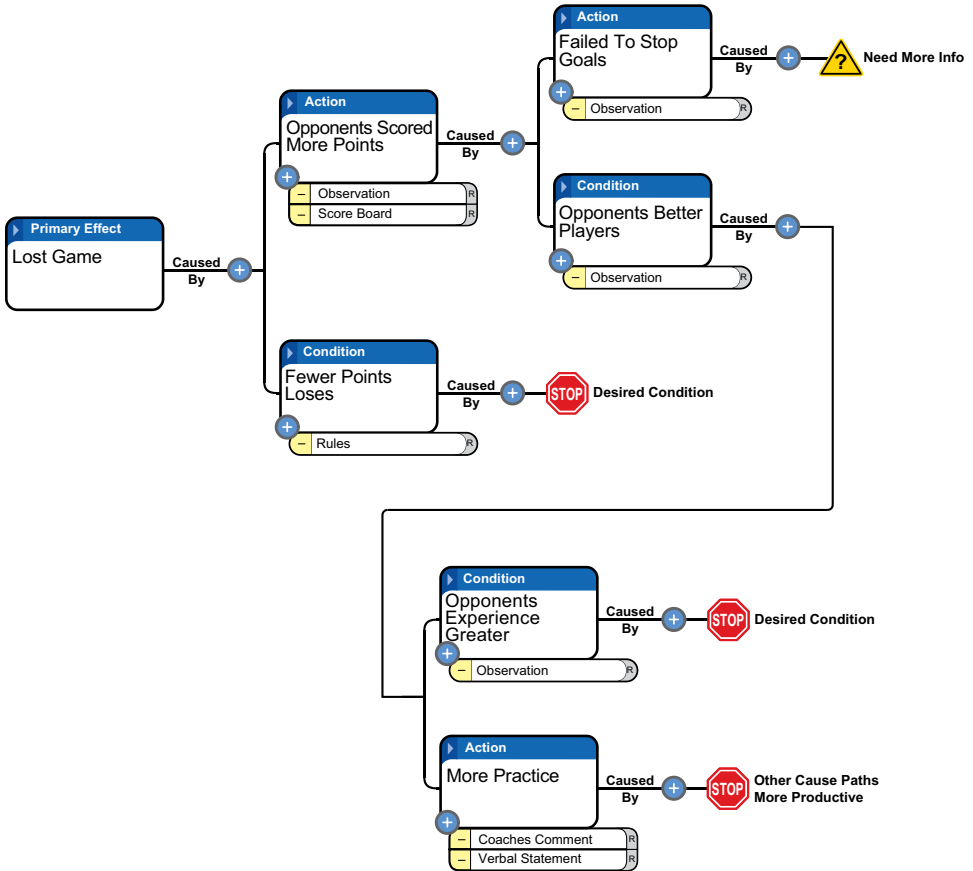 Primary Effect
Lost Game
Caused
By
+
Action
Opponents Scored
More Points
+
– Observation R
– Score Board R
Caused
By
+
Action
Failed To Stop
Goals
+
– Observation R
Caused
By
+
?
Need More Info
Condition
Opponents Better
Players
+
– Observation R
Caused
By
+
Condition
Fewer Points
Loses
+
– Rules R
Caused
By
+
STOP
Desired Condition
Condition
Opponents
Experience
Greater
+
– Observation R
Caused
By
+
STOP
Desired Condition
Action
More Practice
+
– Coaches Comment R
– Verbal Statement R
Caused
By
+
STOP
Other Cause Paths
More Productive